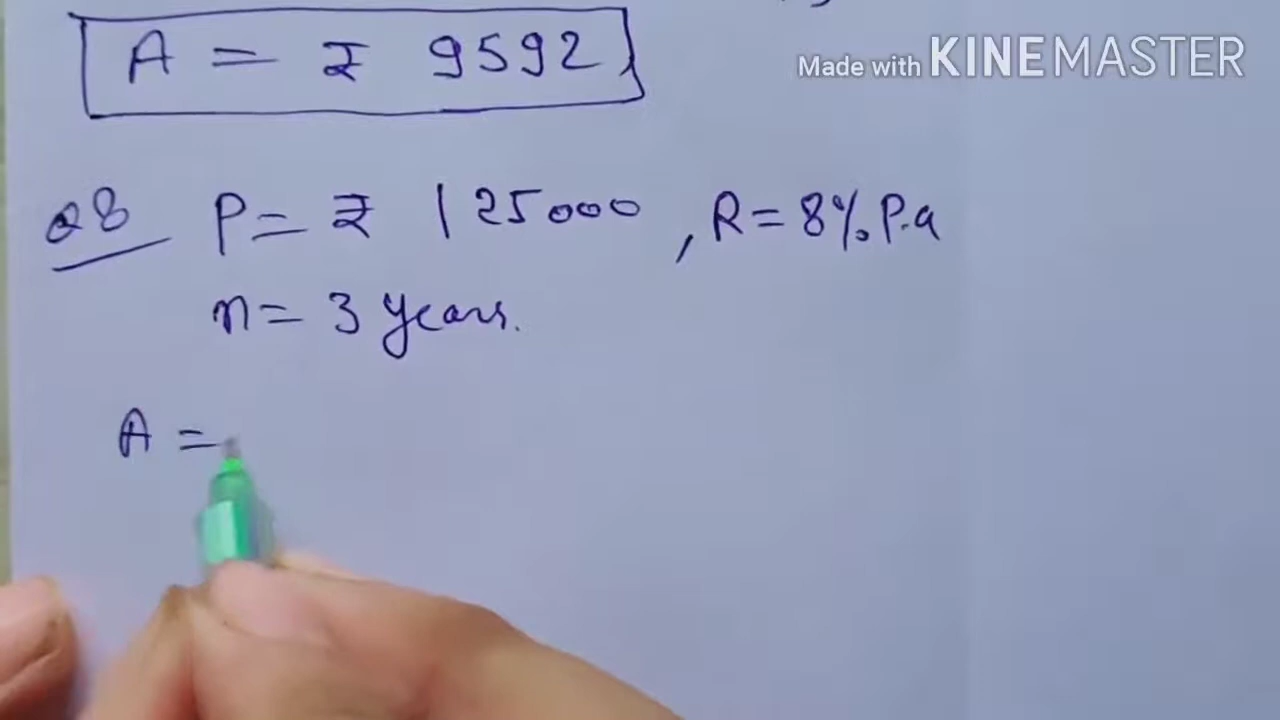 Made with KINEMASTER
A = ₹ 9592
Q8 P = ₹ 125000, R = 8% P.a
n = 3 years.
A =